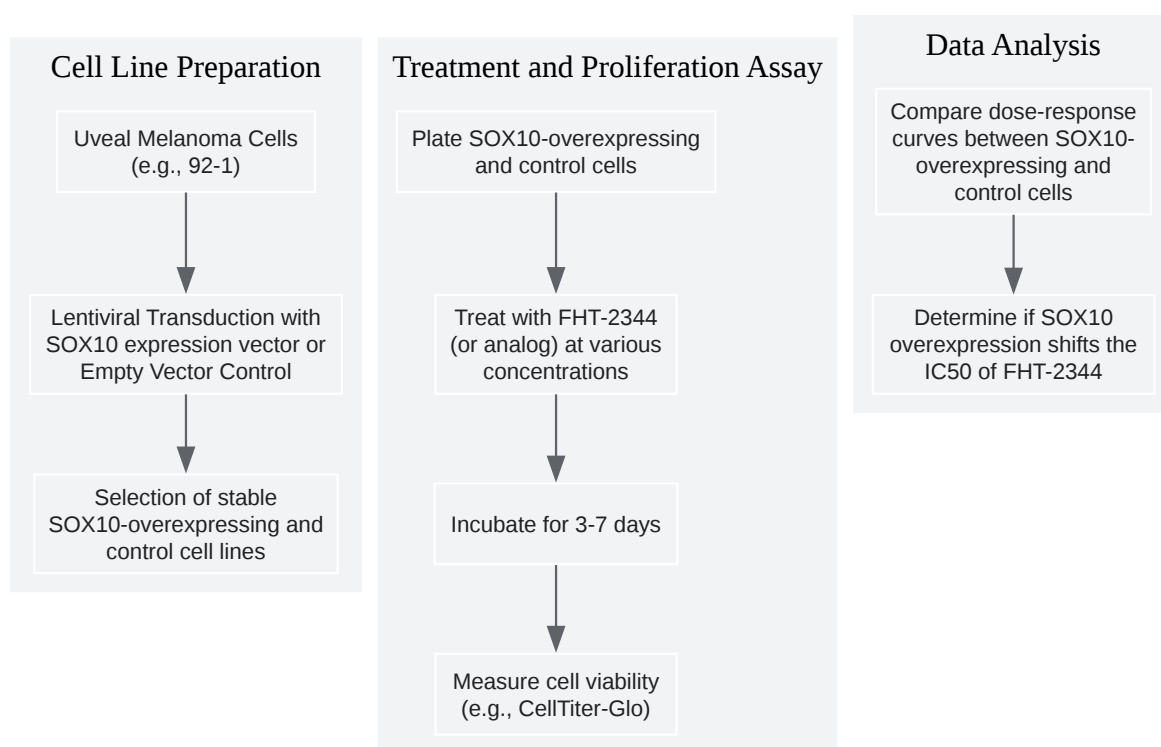 Cell Line Preparation
Uveal Melanoma Cells
(e.g., 92-1)
Lentiviral Transduction with
SOX10 expression vector or
Empty Vector Control
Selection of stable
SOX10-overexpressing and
control cell lines
Treatment and Proliferation Assay
Plate SOX10-overexpressing
and control cells
Treat with FHT-2344
(or analog) at various
concentrations
Incubate for 3-7 days
Measure cell viability
(e.g., CellTiter-Glo)
Data Analysis
Compare dose-response
curves between SOX10-
overexpressing and
control cells
Determine if SOX10
overexpression shifts the
IC50 of FHT-2344